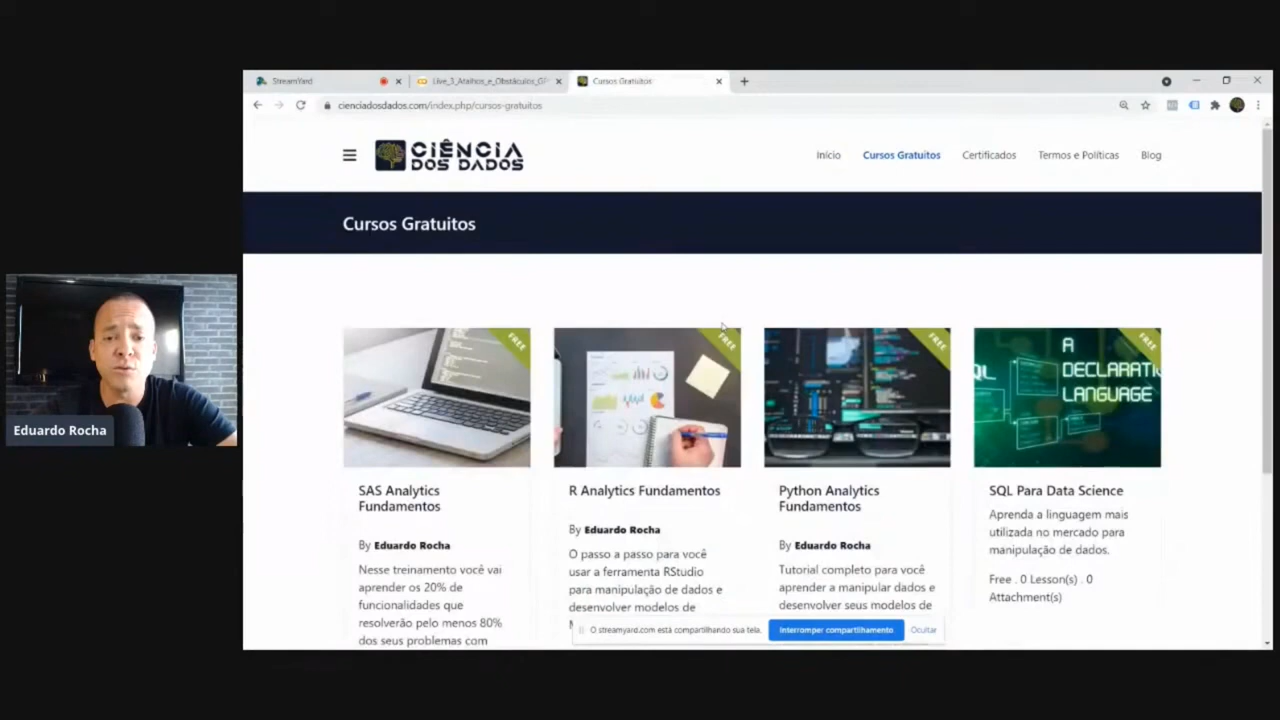 StreamYard
Live_3_Atalhos_e_Obstáculos_GP
Cursos Gratuitos
cienciadosdados.com/index.php/cursos-gratuitos
CIÊNCIA
DOS DADOS
Início
Cursos Gratuitos
Certificados
Termos e Políticas
Blog
Cursos Gratuitos
FREE
FREE
FREE
FREE
QL
A
DECLARATI
LANGUAGE
Eduardo Rocha
SAS Analytics
Fundamentos
By Eduardo Rocha
Nesse treinamento você vai
aprender os 20% de
funcionalidades que
resolverão pelo menos 80%
dos seus problemas com
R Analytics Fundamentos
By Eduardo Rocha
O passo a passo para você
usar a ferramenta RStudio
para manipulação de dados e
desenvolver modelos de
Python Analytics
Fundamentos
By Eduardo Rocha
Tutorial completo para você
aprender a manipular dados e
desenvolver seus modelos de
SQL Para Data Science
Aprenda a linguagem mais
utilizada no mercado para
manipulação de dados.
Free . 0 Lesson(s) . 0
Attachment(s)
O streamyard.com está compartilhando sua tela.
Interromper compartilhamento
Ocultar